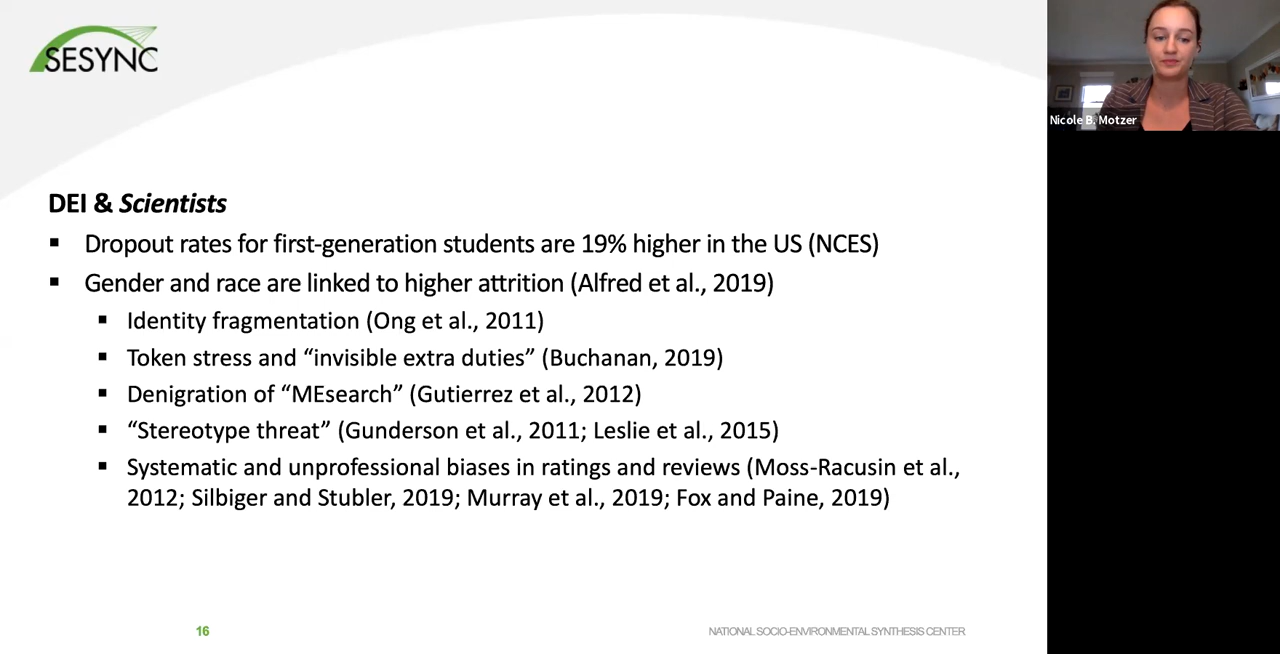 SESYNC
Nicole B. Motzer
DEI & Scientists
▪ Dropout rates for first-generation students are 19% higher in the US (NCES)
▪ Gender and race are linked to higher attrition (Alfred et al., 2019)
▪ Identity fragmentation (Ong et al., 2011)
▪ Token stress and “invisible extra duties” (Buchanan, 2019)
▪ Denigration of “MEsearch” (Gutierrez et al., 2012)
▪ “Stereotype threat” (Gunderson et al., 2011; Leslie et al., 2015)
▪ Systematic and unprofessional biases in ratings and reviews (Moss-Racusin et al.,
2012; Silbiger and Stubler, 2019; Murray et al., 2019; Fox and Paine, 2019)
16
NATIONAL SOCIO-ENVIRONMENTAL SYNTHESIS CENTER